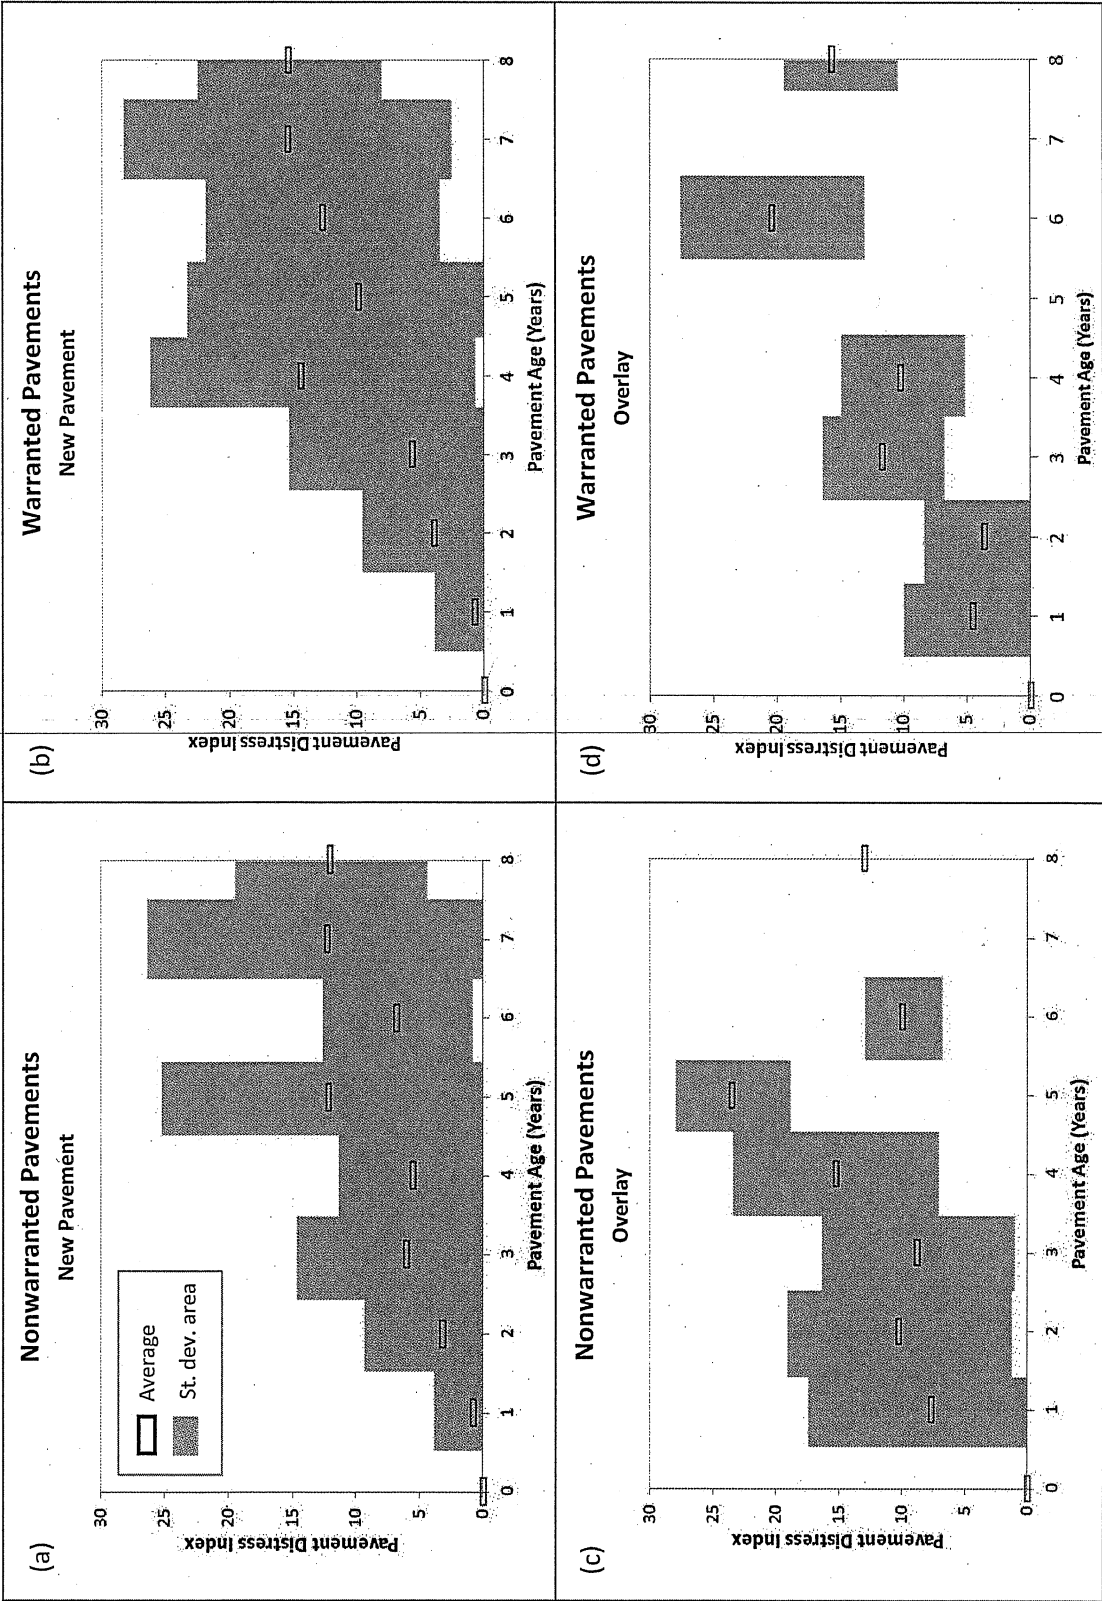 (a)
Nonwarranted Pavements
New Pavement
Average
St. dev. area
Pavement Distress Index
30
25
20
15
10
5
0
0 1 2 3 4 5 6 7 8
Pavement Age (Years)
(b)
Warranted Pavements
New Pavement
Pavement Distress Index
30
25
20
15
10
5
0
0 1 2 3 4 5 6 7 8
Pavement Age (Years)
(c)
Nonwarranted Pavements
Overlay
Pavement Distress Index
30
25
20
15
10
5
0
0 1 2 3 4 5 6 7 8
Pavement Age (Years)
(d)
Warranted Pavements
Overlay
Pavement Distress Index
30
25
20
15
10
5
0
0 1 2 3 4 5 6 7 8
Pavement Age (Years)